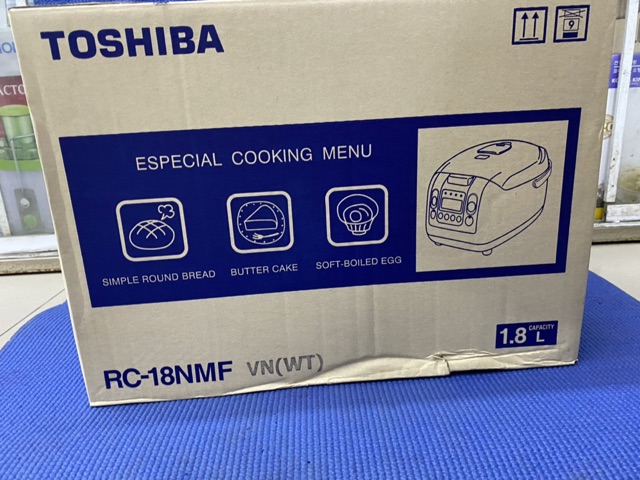 TOSHIBA
9
ESPECIAL COOKING MENU
SIMPLE ROUND BREAD
BUTTER CAKE
SOFT-BOILED EGG
1.8 CAPACITY L
RC-18NMF VN(WT)